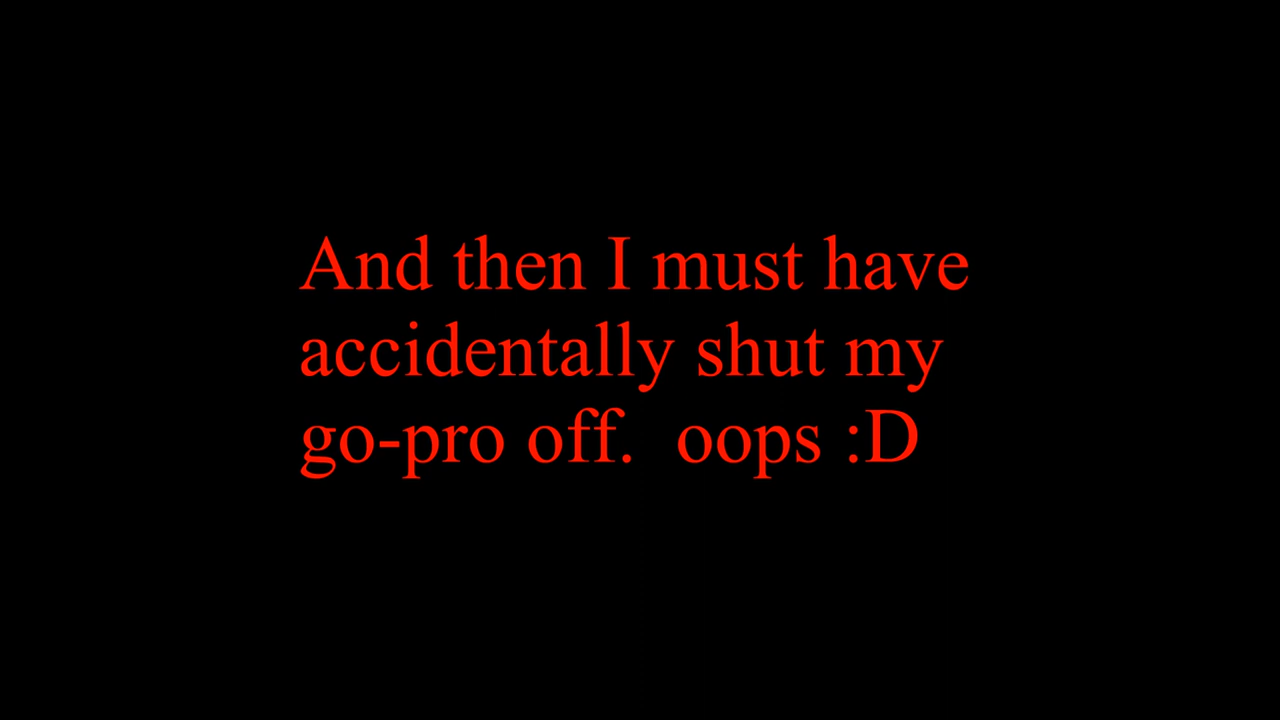 And then I must have
accidentally shut my
go-pro off.  oops :D